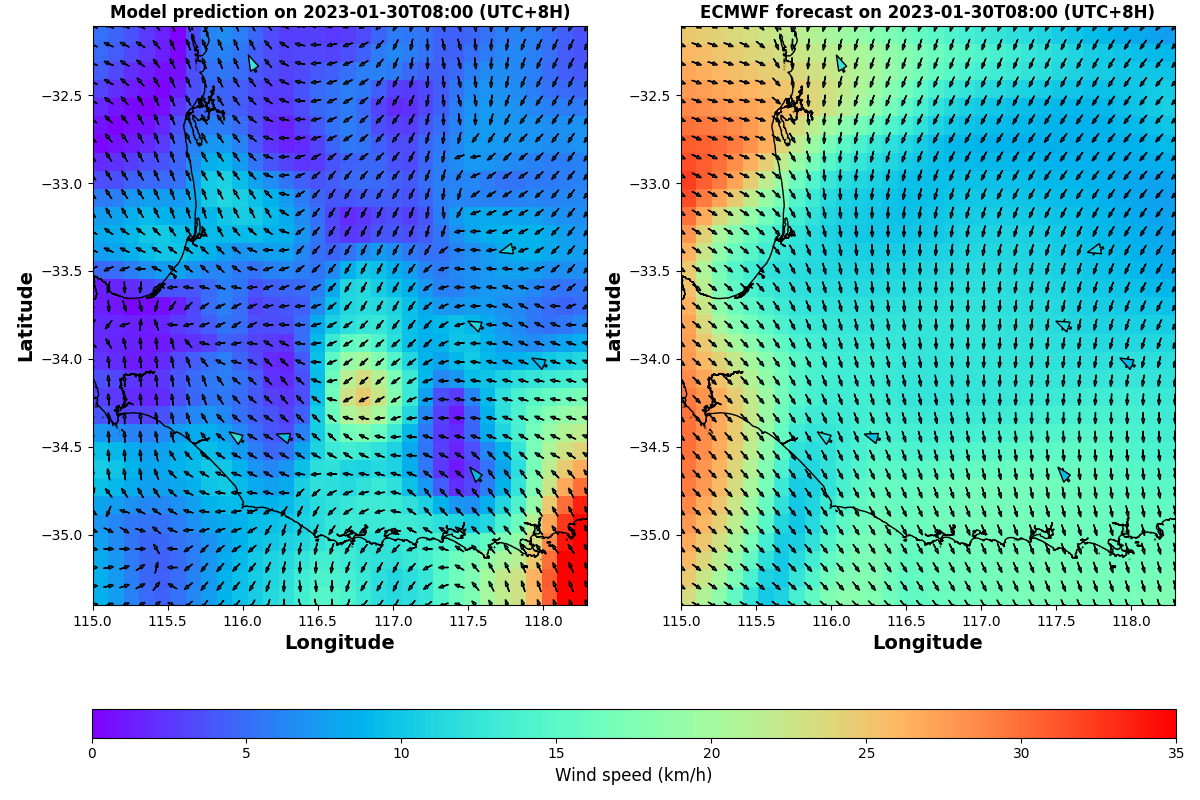 Model prediction on 2023-01-30T08:00 (UTC+8H)
ECMWF forecast on 2023-01-30T08:00 (UTC+8H)
Latitude
−32.5
−33.0
−33.5
−34.0
−34.5
−35.0
115.0 115.5 116.0 116.5 117.0 117.5 118.0
Longitude
Latitude
−32.5
−33.0
−33.5
−34.0
−34.5
−35.0
115.0 115.5 116.0 116.5 117.0 117.5 118.0
Longitude
0 5 10 15 20 25 30 35
Wind speed (km/h)